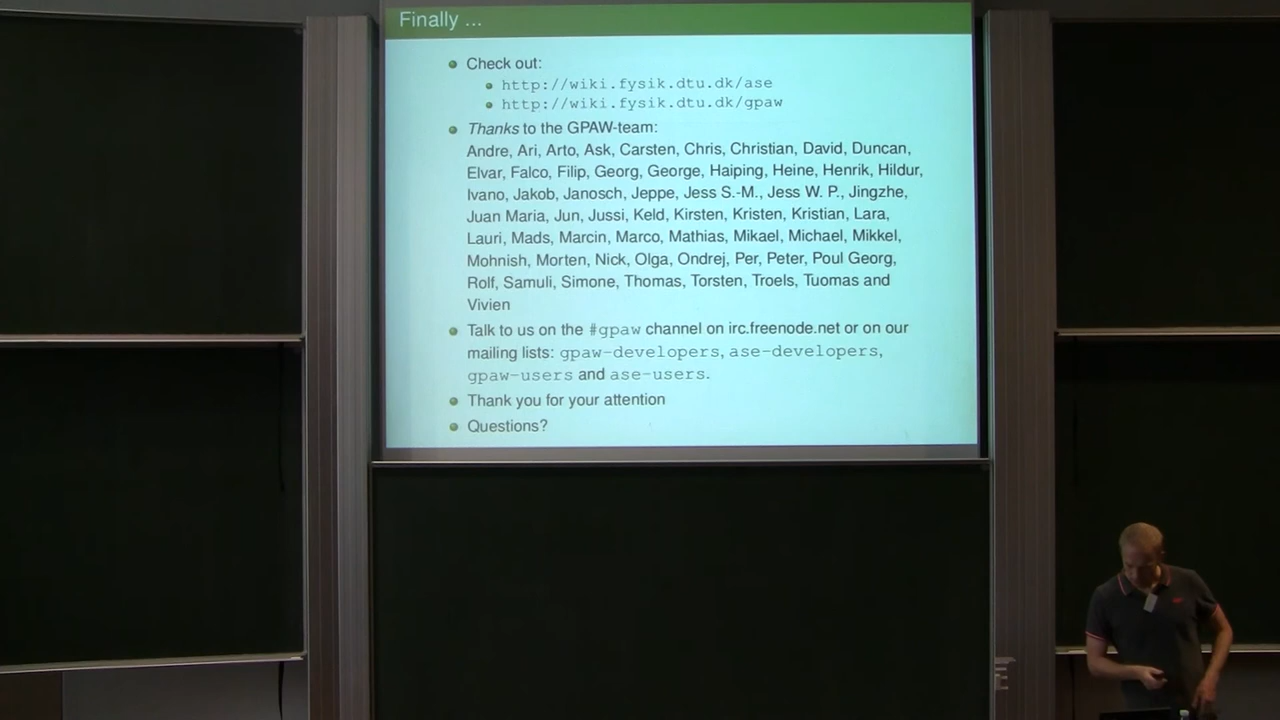 Finally ...
Check out:
http://wiki.fysik.dtu.dk/ase
http://wiki.fysik.dtu.dk/gpaw
Thanks to the GPAW-team:
Andre, Ari, Arto, Ask, Carsten, Chris, Christian, David, Duncan,
Elvar, Falco, Filip, Georg, George, Haiping, Heine, Henrik, Hildur,
Ivano, Jakob, Janosch, Jeppe, Jess S.-M., Jess W. P., Jingzhe,
Juan Maria, Jun, Jussi, Keld, Kirsten, Kristen, Kristian, Lara,
Lauri, Mads, Marcin, Marco, Mathias, Mikael, Michael, Mikkel,
Mohnish, Morten, Nick, Olga, Ondrej, Per, Peter, Poul Georg,
Rolf, Samuli, Simone, Thomas, Torsten, Troels, Tuomas and
Vivien
Talk to us on the #gpaw channel on irc.freenode.net or on our
mailing lists: gpaw-developers, ase-developers,
gpaw-users and ase-users.
Thank you for your attention
Questions?